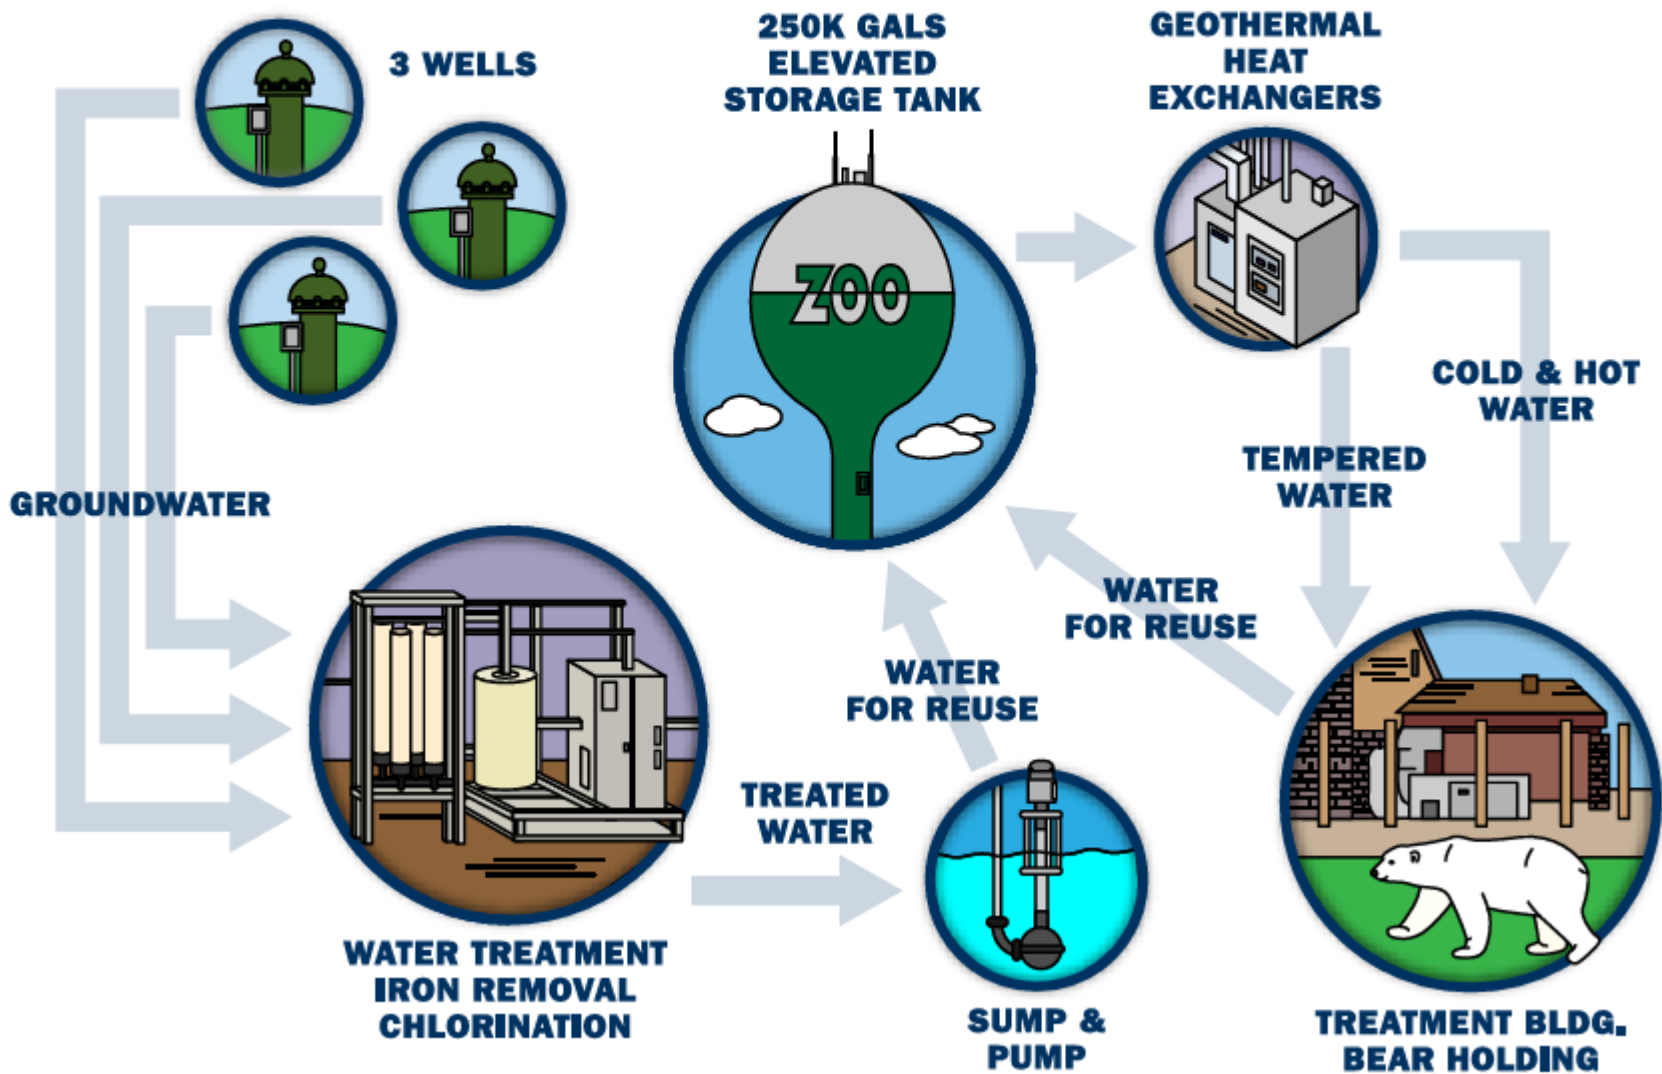 3 WELLS
250K GALS
ELEVATED
STORAGE TANK
GEOTHERMAL
HEAT
EXCHANGERS
ZOO
COLD & HOT
WATER
TEMPERED
WATER
GROUNDWATER
WATER
FOR REUSE
WATER
FOR REUSE
TREATED
WATER
WATER TREATMENT
IRON REMOVAL
CHLORINATION
SUMP &
PUMP
TREATMENT BLDG.
BEAR HOLDING